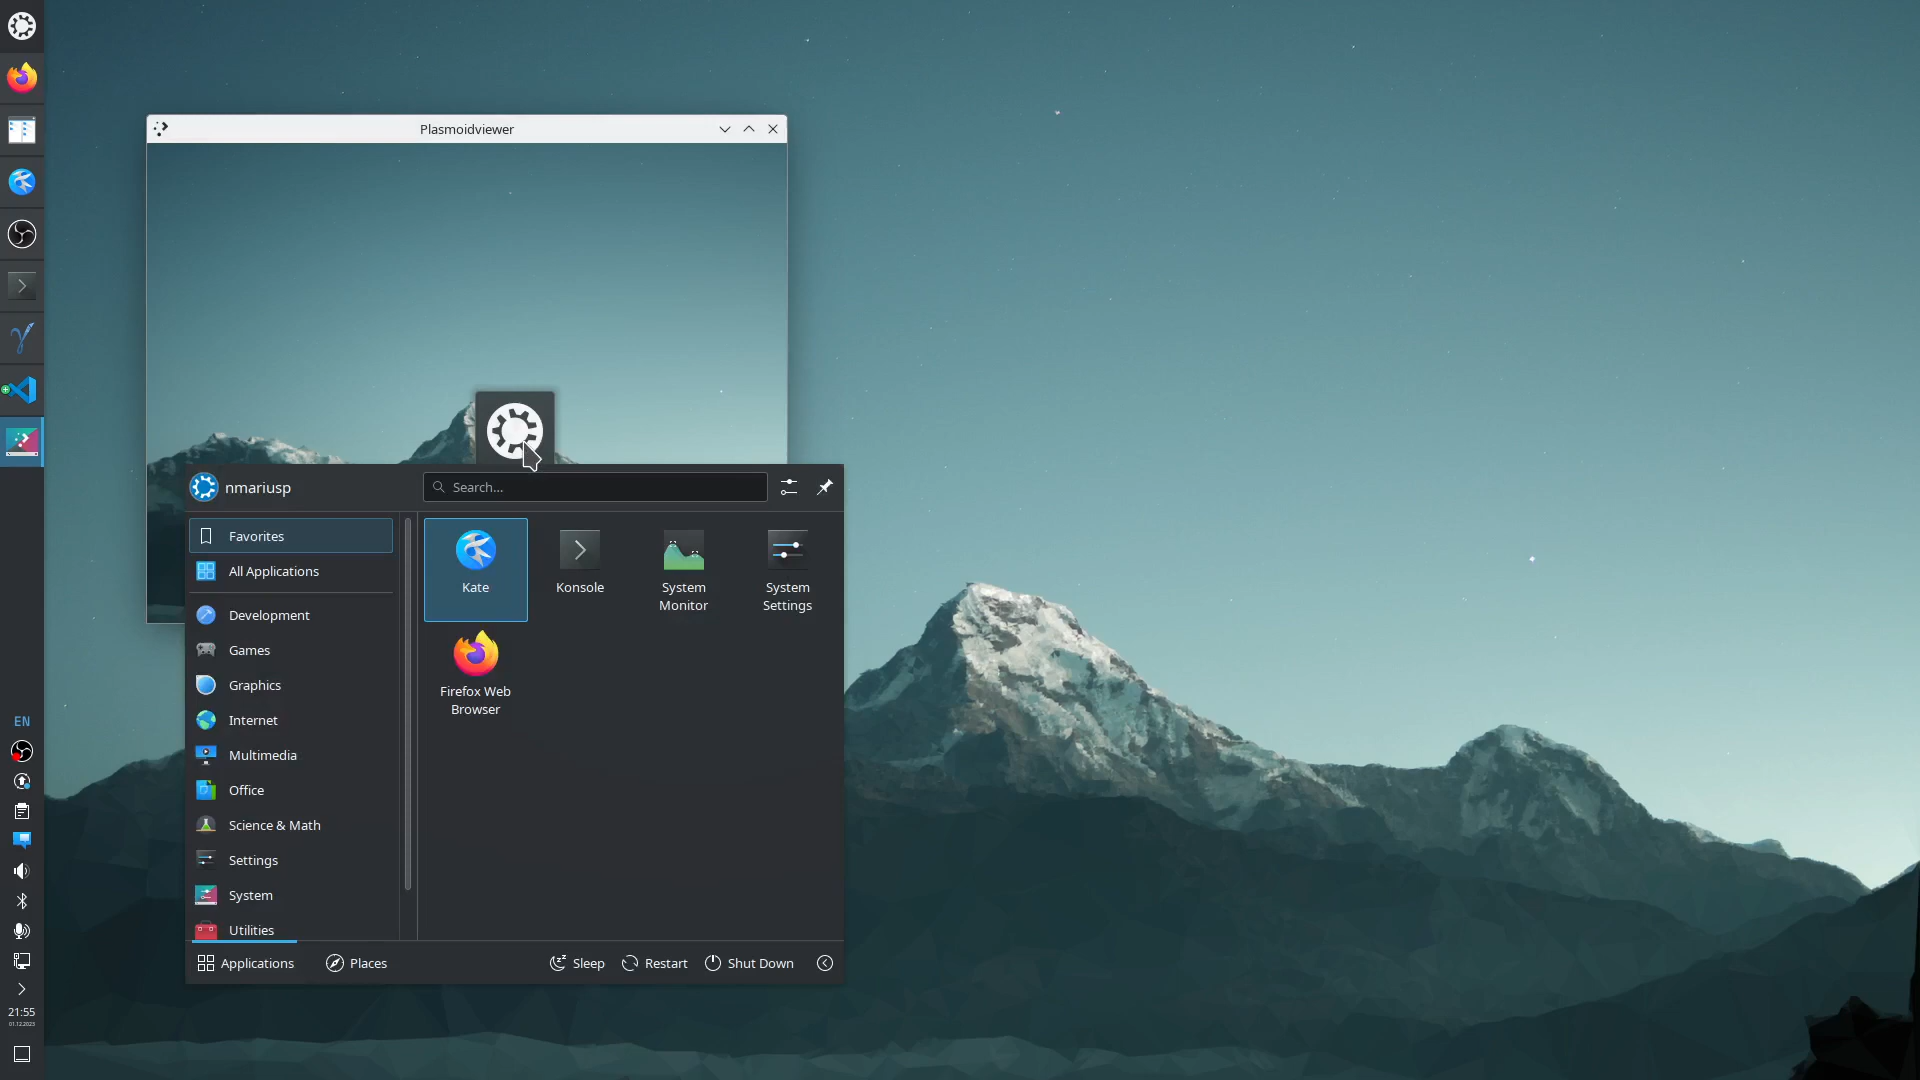 Plasmoidviewer
nmariusp
Search...
Favorites
All Applications
Development
Games
Graphics
Internet
Multimedia
Office
Science & Math
Settings
System
Utilities
Kate
Konsole
System
Monitor
System
Settings
Firefox Web
Browser
Applications
Places
Sleep
Restart
Shut Down
EN
21:55
01.12.2023